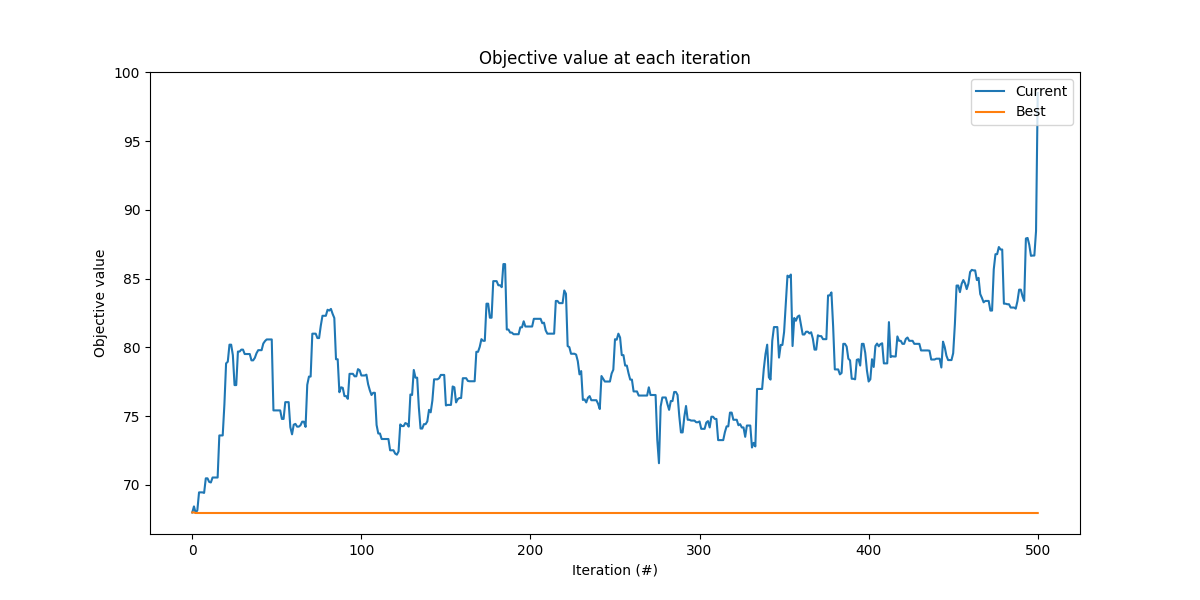 Objective value at each iteration
Objective value
100
95
90
85
80
75
70
Current
Best
0 100 200 300 400 500
Iteration (#)